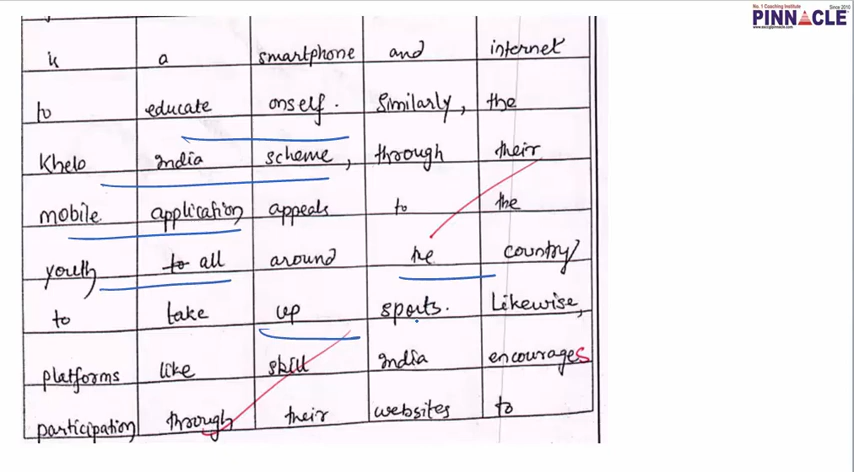 No. 1 Coaching Institute
Since 2010
PINNACLE
is a smartphone and internet
to educate onself. Similarly, the
Khelo India scheme, through their
mobile application appeals to the
youth to all around the country
to take up sports. Likewise,
platforms like skill India encourages
participation through their websites to